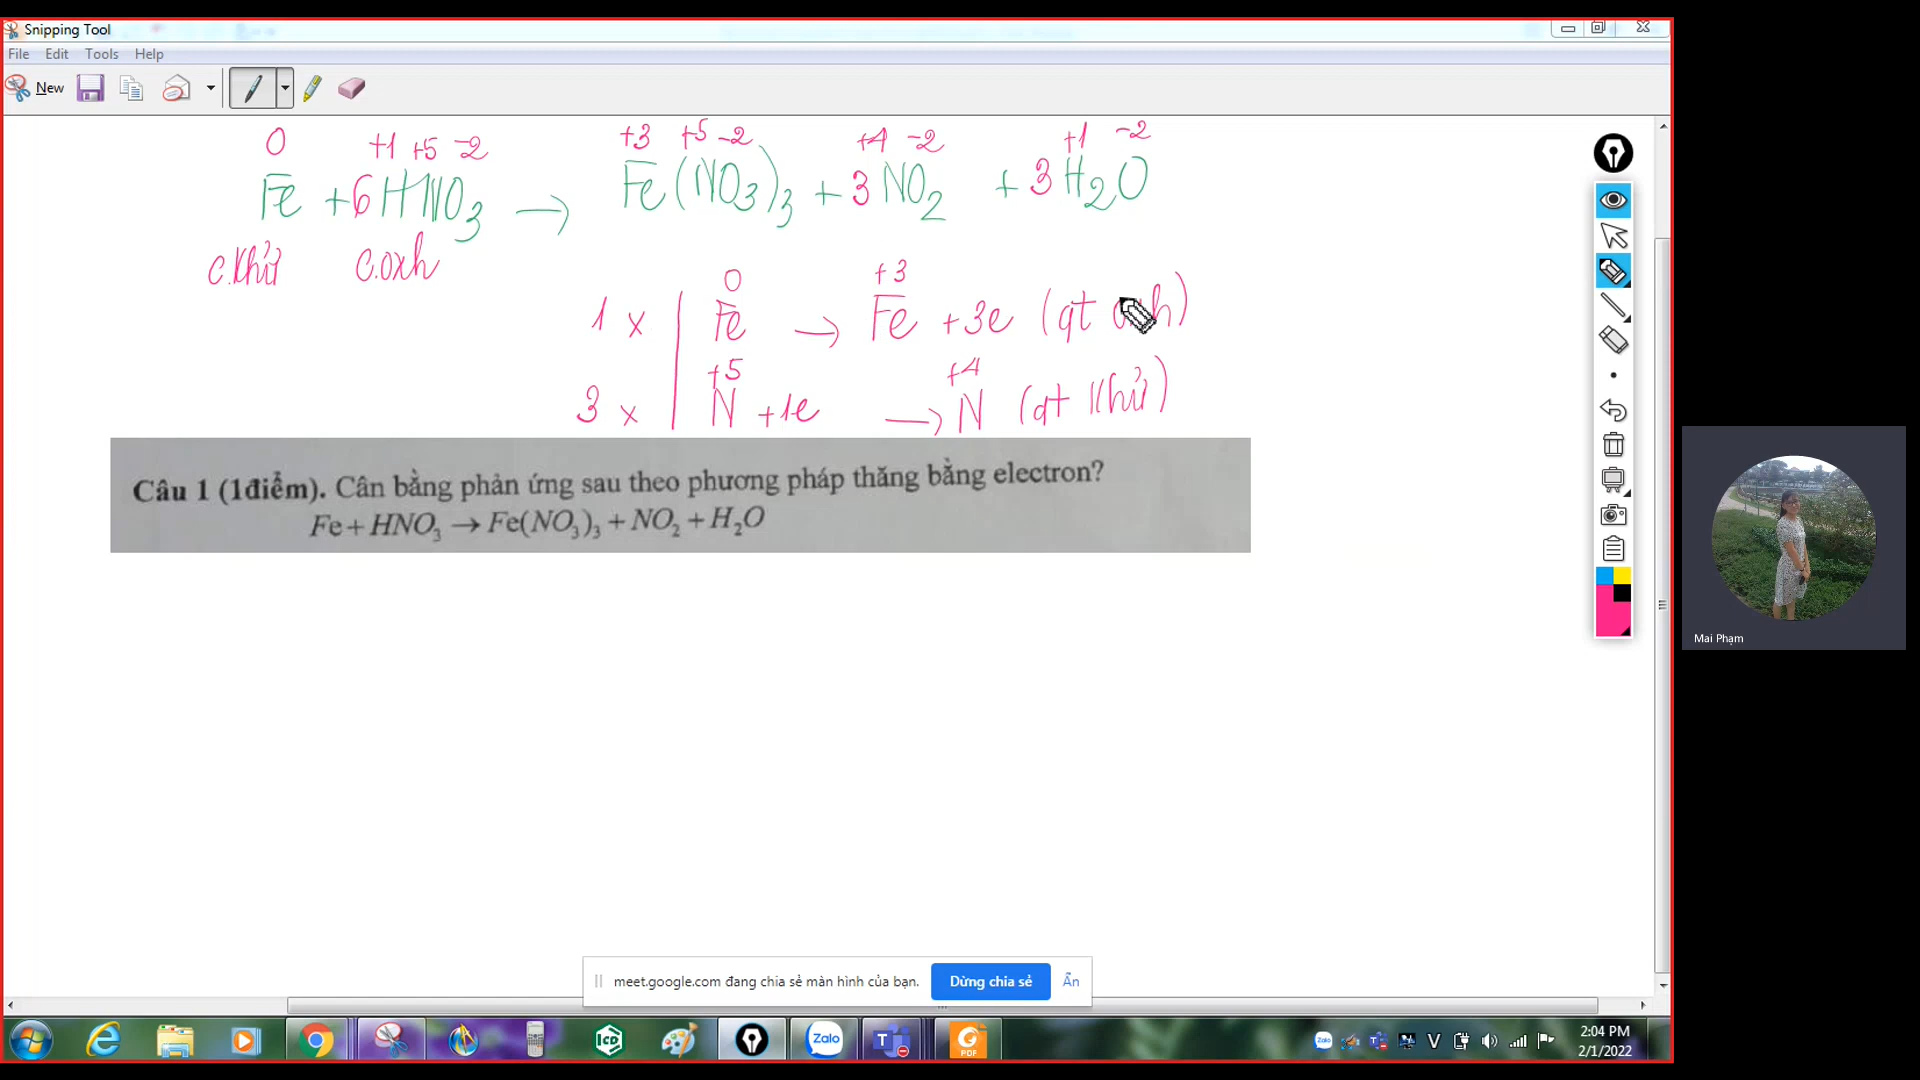 Snipping Tool
File Edit Tools Help
New
0 +1 +5 -2 +3 +5 -2 +4 -2 +1 -2
Fe + 6HNO3 → Fe(NO3)3 + 3NO2 + 3H2O
c.khử c.oxh
0 +3
1 x | Fe → Fe + 3e (qt oxh)
+5 +4
3 x | N + 1e → N (qt khử)
Câu 1 (1điểm). Cân bằng phản ứng sau theo phương pháp thăng bằng electron?
Fe + HNO3 → Fe(NO3)3 + NO2 + H2O
Mai Phạm
meet.google.com đang chia sẻ màn hình của bạn. Dừng chia sẻ Ẩn
Zalo
PDF
V
2:04 PM
2/1/2022